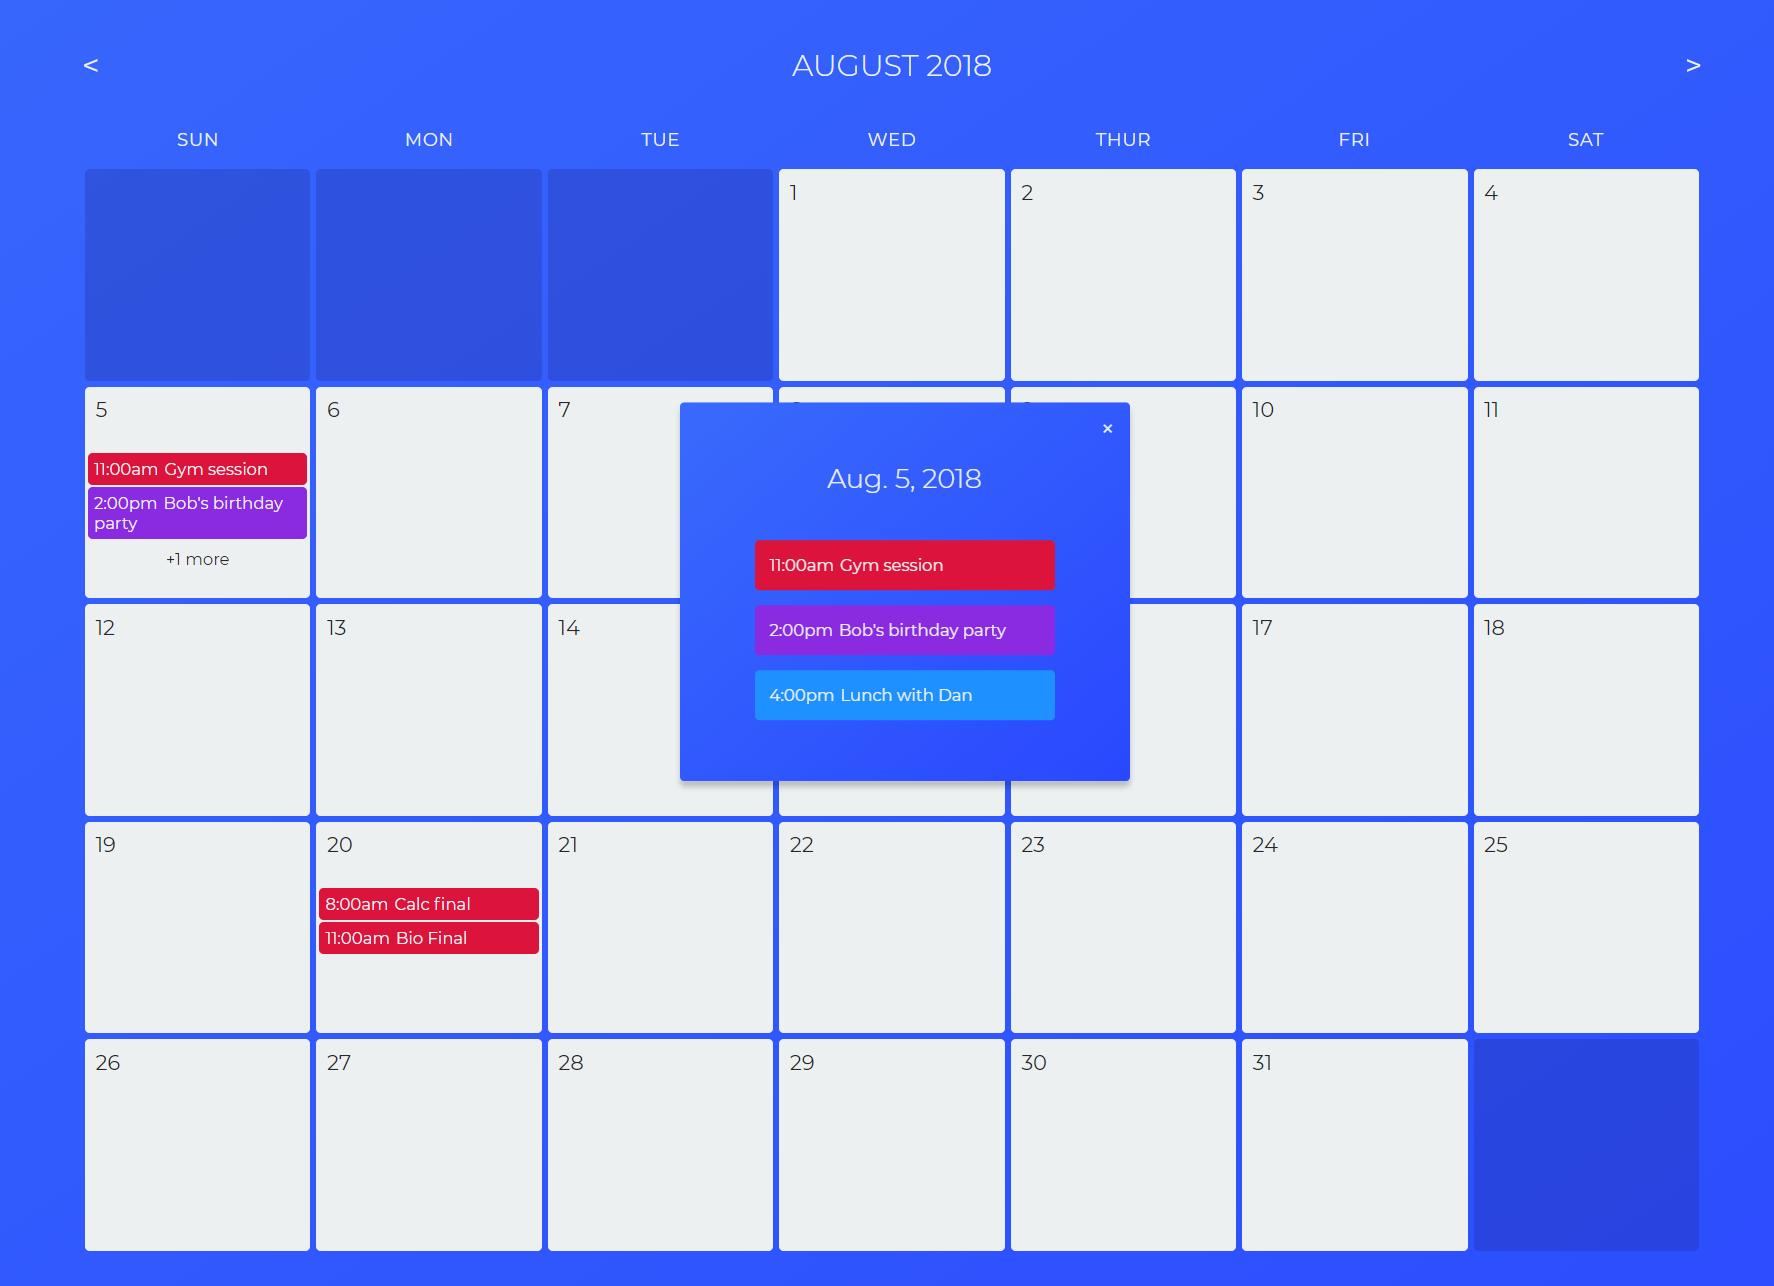 <
AUGUST 2018
>
SUN MON TUE WED THUR FRI SAT
1 2 3 4
5 6 7 10 11
11:00am Gym session
2:00pm Bob's birthday
party
+1 more
×
Aug. 5, 2018
11:00am Gym session
2:00pm Bob's birthday party
4:00pm Lunch with Dan
12 13 14 17 18
19 20 21 22 23 24 25
8:00am Calc final
11:00am Bio Final
26 27 28 29 30 31